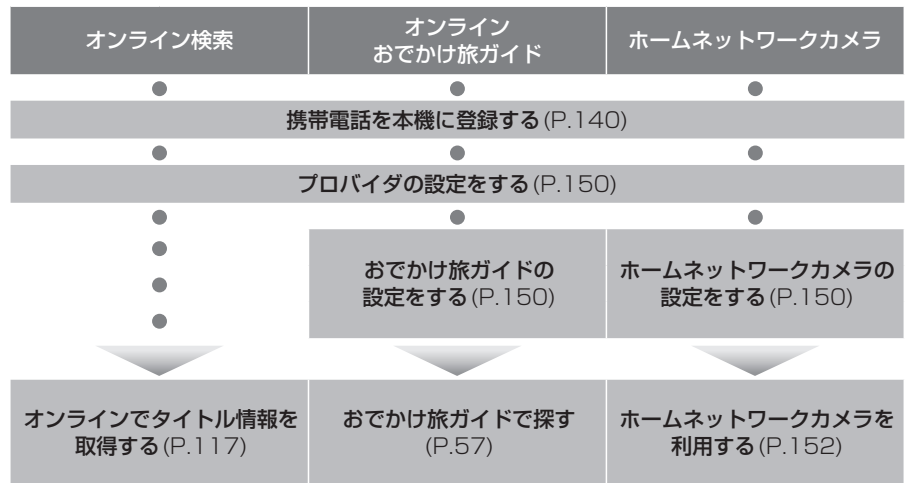 オンライン検索
オンライン
おでかけ旅ガイド
ホームネットワークカメラ
携帯電話を本機に登録する(P.140)
プロバイダの設定をする(P.150)
おでかけ旅ガイドの
設定をする(P.150)
ホームネットワークカメラの
設定をする(P.150)
オンラインでタイトル情報を
取得する(P.117)
おでかけ旅ガイドで探す
(P.57)
ホームネットワークカメラを
利用する(P.152)